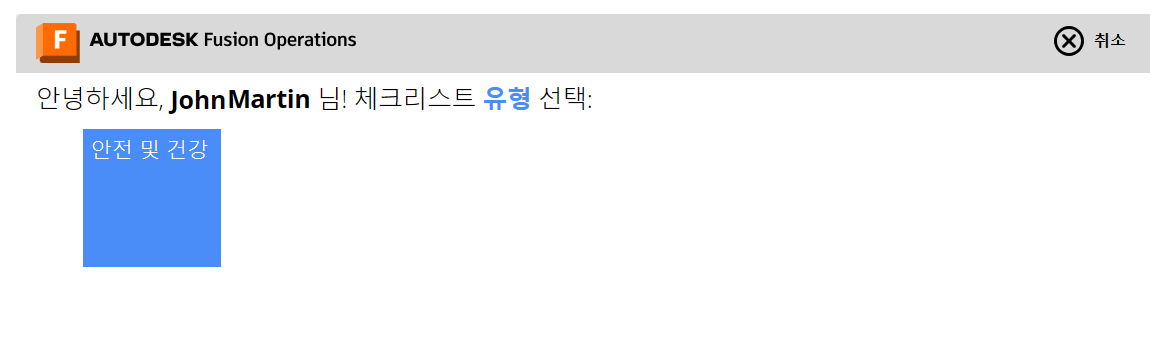 F AUTODESK Fusion Operations 취소
안녕하세요, JohnMartin 님! 체크리스트 유형 선택:
안전 및 건강